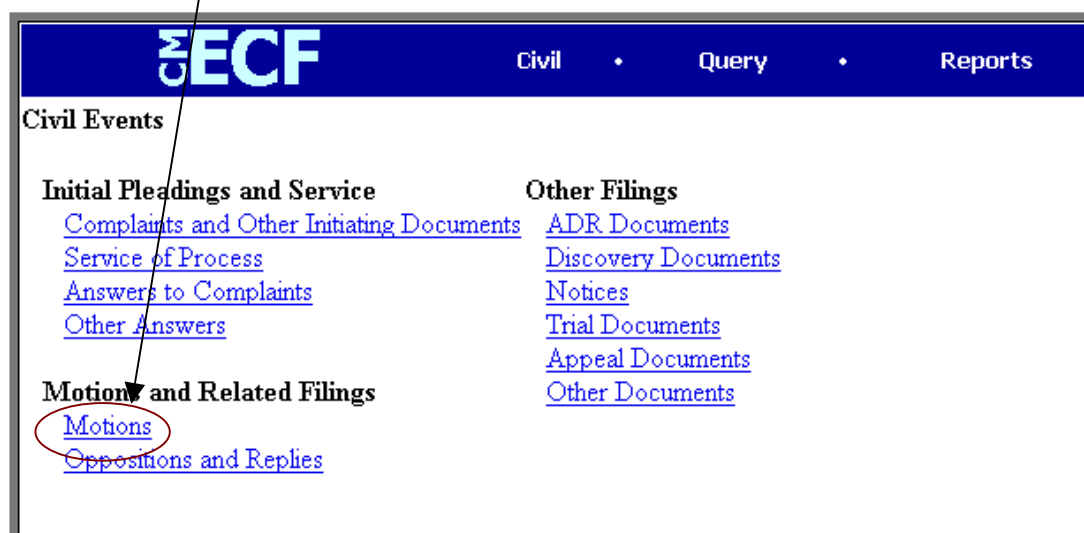 CM ECF Civil • Query • Reports
Civil Events
Initial Pleadings and Service
Complaints and Other Initiating Documents
Service of Process
Answers to Complaints
Other Answers
Motions and Related Filings
Motions
Oppositions and Replies
Other Filings
ADR Documents
Discovery Documents
Notices
Trial Documents
Appeal Documents
Other Documents